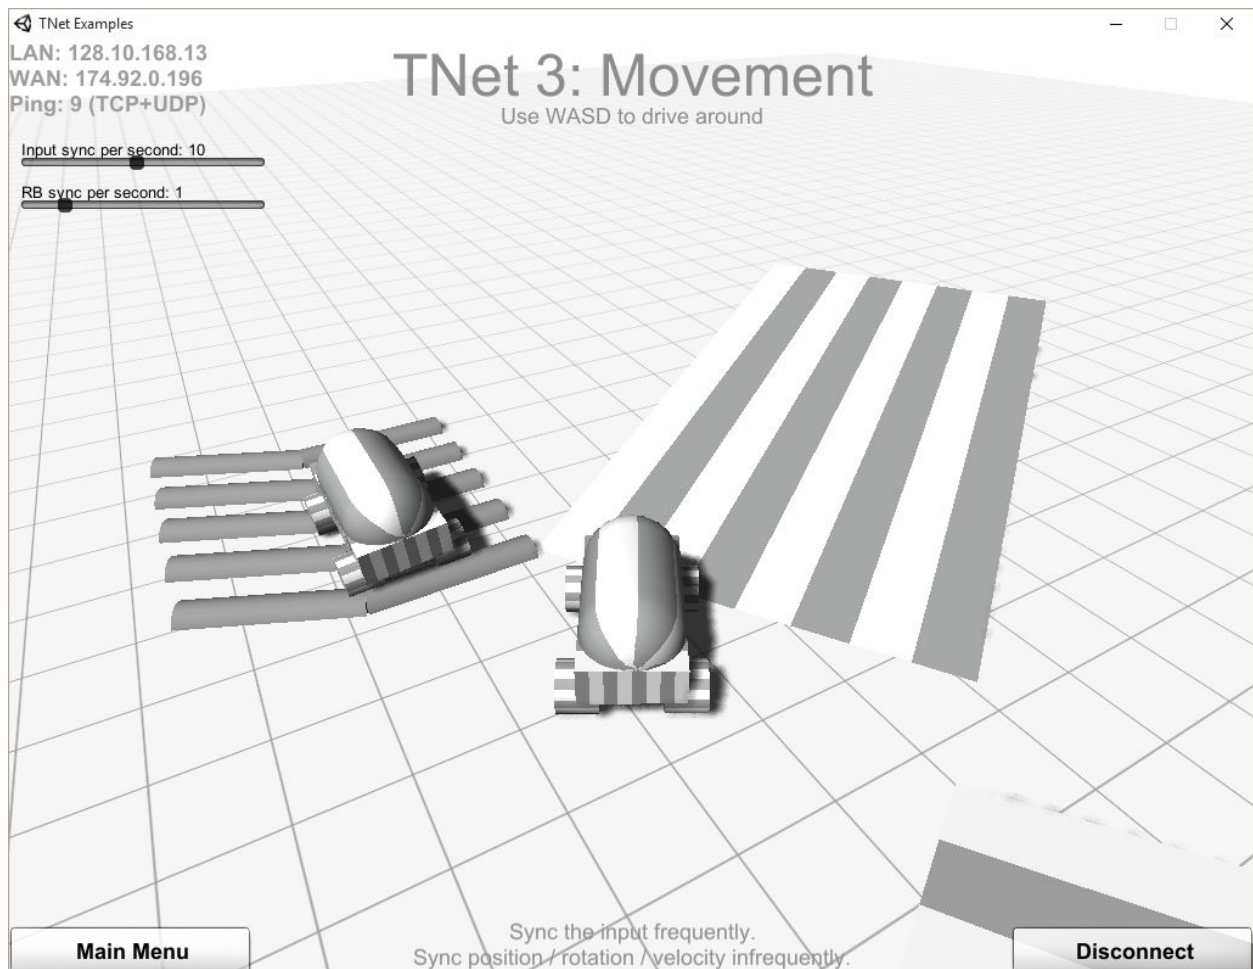 TNet Examples
LAN: 128.10.168.13
WAN: 174.92.0.196
Ping: 9 (TCP+UDP)
TNet 3: Movement
Use WASD to drive around
Input sync per second: 10
RB sync per second: 1
Sync the input frequently.
Sync position / rotation / velocity infrequently.
Main Menu
Disconnect